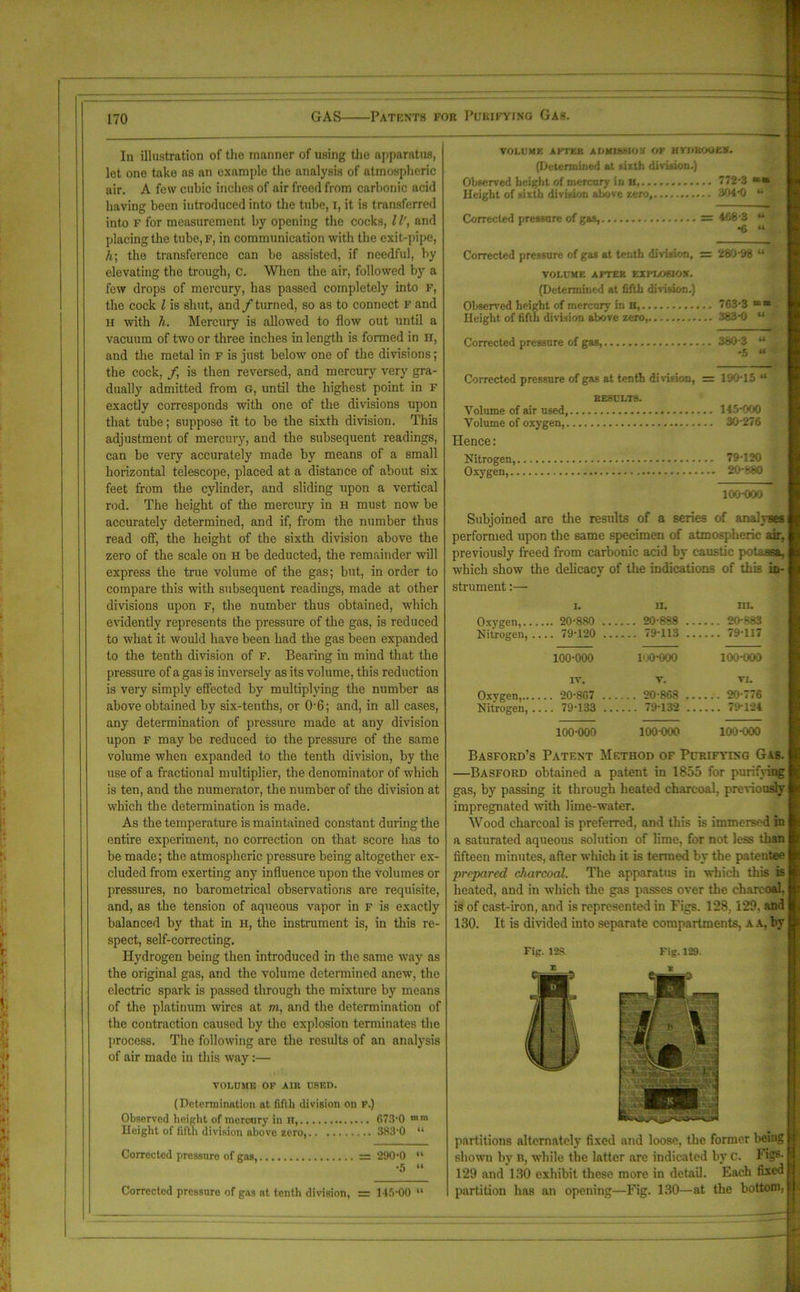 170 GAS——Patents for Purifying Gas.
In illustration of the manner of using the apparatus,
let one take as an example the analysis of atmospheric
air. A few cubic inches of air freed from carbonic acid
having been introduced into the tube, I, it is transferred
into F for measurement by opening the cocks, l l', and
placing the tube, F, in communication with the exit-pipe,
h; the transference can be assisted, if needful, by
elevating the trough, C. When the air, followed by a
few drops of mercury, has passed completely into F,
the cock l is shut, and f turned, so as to connect F and
H with h. Mercury is allowed to flow out until a
vacuum of two or three inches in length is formed in H,
and the metal in F is just below one of the divisions;
the cock, f, is then reversed, and mercury very gra-
dually admitted from G, until the highest point in F
exactly corresponds with one of the divisions upon
that tube; suppose it to be the sixth division. This
adjustment of mercury, and the subsequent readings,
can be very accurately made by means of a small
horizontal telescope, placed at a distance of about six
feet from the cylinder, and sliding upon a vertical
rod. The height of the mercury in H must now be
accurately determined, and if, from the number thus
read off, the height of the sixth division above the
zero of the scale on H be deducted, the remainder will
express the true volume of the gas; but, in order to
compare this with subsequent readings, made at other
divisions upon F, the number thus obtained, which
evidently represents the pressure of the gas, is reduced
to what it would have been had the gas been expanded
to the tenth division of F. Bearing in mind that the
pressure of a gas is inversely as its volume, this reduction
is very simply effected by multiplying the number as
above obtained by six-tenths, or 0·6; and, in all cases,
any determination of pressure made at any division
upon F may be reduced to the pressure of the same
volume when expanded to the tenth division, by the
use of a fractional multiplier, the denominator of which
is ten, and the numerator, the number of the division at
which the determination is made.
As the temperature is maintained constant during the
entire experiment, no correction on that score has to
be made; the atmospheric pressure being altogether ex-
cluded from exerting any influence upon the volumes or
pressures, no barometrical observations are requisite,
and, as the tension of aqueous vapor in F is exactly
balanced by that in H, the instrument is, in this re-
spect, self-correcting.
Hydrogen being then introduced in the same way as
the original gas, and the volume determined anew, the
electric spark is passed through the mixture by means
of the platinum wires at m, and the determination of
the contraction caused by the explosion terminates the
process. The following are the results of an analysis
of air made in this way:—
VOLUME OF AIR USED.
(Determination at fifth division on F.)
Observed height of mercury in H,.............. 673·0 mm
Height of fifth division above zero,............ 383·0 “
Corrected pressure of gas,.................. = 290·0 “
·5 “
Corrected pressure of gas at tenth division, = 145·00 “
VOLUME AFTER ADMISSION OF HYDROGEN.
(Determined at sixth division.)
Observed height of mercury in H,............. 772·3 mm
Height of sixth division above zero,........... 304·0 “
Corrected pressure of gas,.................. = 468·3 “
·6 “
Corrected pressure of gas at tenth division, = 280·98 “
VOLUME AFTER EXPLOSION.
(Determined at fifth division.)
Observed height of mercury in H,............. 763·3 mm
Height of fifth division above zero,............ 383·0 “
Corrected pressure of gas,.................... 380·3 “
·5 “
Corrected pressure of gas at tenth division, = 190·15 “
RESULTS.
Volume of air used,.......................... 145·000
Volume of oxygen,........................... 30·276
Hence:
Nitrogen,................................... 79·120
Oxygen,.................................... 20·880
100·000
Subjoined are the results of a series of analyses
performed upon the same specimen of atmospheric air,
previously freed from carbonic acid by caustic potassa,
which show the delicacy of the indications of this in-
strument:—
I. II. III.
Oxygen,...... 20·880 ...... 20·888 ...... 20·883
Nitrogen, .... 79·120 ...... 79·113 ...... 79·117
100·000 100·000 100·000
IV. V. VI.
Oxygen,...... 20·867 ...... 20·868 ...... 20·776
Nitrogen, .... 79·133 ...... 79·132 ...... 79·124
100·000 100·000 100·000
Basford's Patent Method of Purifying Gas.
—Basford obtained a patent in 1855 for purifying
gas, by passing it through heated charcoal, previously
impregnated with lime-water.
Wood charcoal is preferred, and this is immersed in
a saturated aqueous solution of lime, for not less than
fifteen minutes, after which it is termed by the patentee
prepared charcoal. The apparatus in which this is
heated, and in which the gas passes over the charcoal,
is of cast-iron, and is represented in Figs. 128, 129, and
130. It is divided into separate compartments, A A, by
Fig. 128. Fig. 129.
E E
D
partitions alternately fixed and loose, the former being
shown by B, while the latter are indicated by C. Figs.
129 and 130 exhibit these more in detail. Each fixed
partition has an opening—Fig. 130—at the bottom,